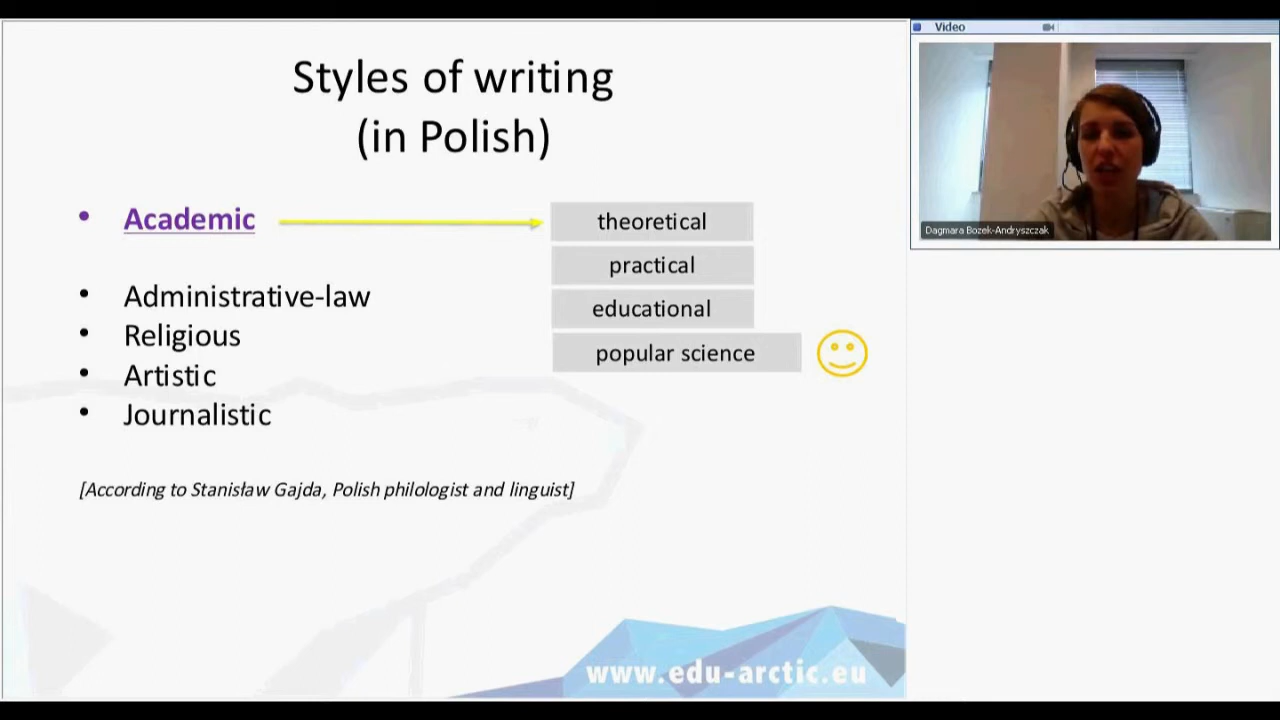 Styles of writing
(in Polish)
• Academic
theoretical
practical
educational
popular science
• Administrative-law
• Religious
• Artistic
• Journalistic
[According to Stanisław Gajda, Polish philologist and linguist]
www.edu-arctic.eu
Video
Dagmara Bozek-Andryszczak